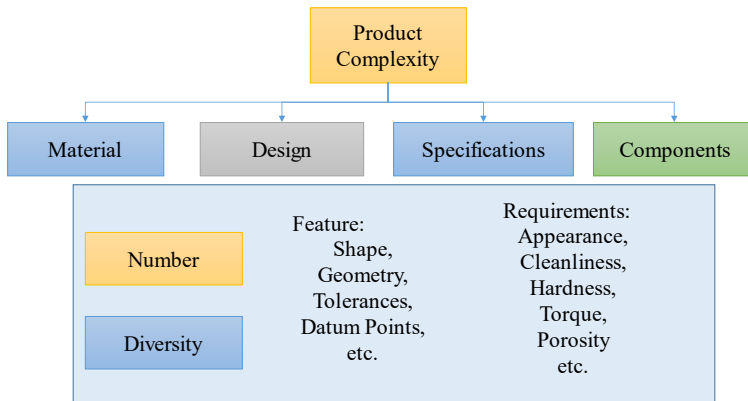 Product
Complexity
Material
Design
Specifications
Components
Number
Diversity
Feature:
Shape,
Geometry,
Tolerances,
Datum Points,
etc.
Requirements:
Appearance,
Cleanliness,
Hardness,
Torque,
Porosity
etc.